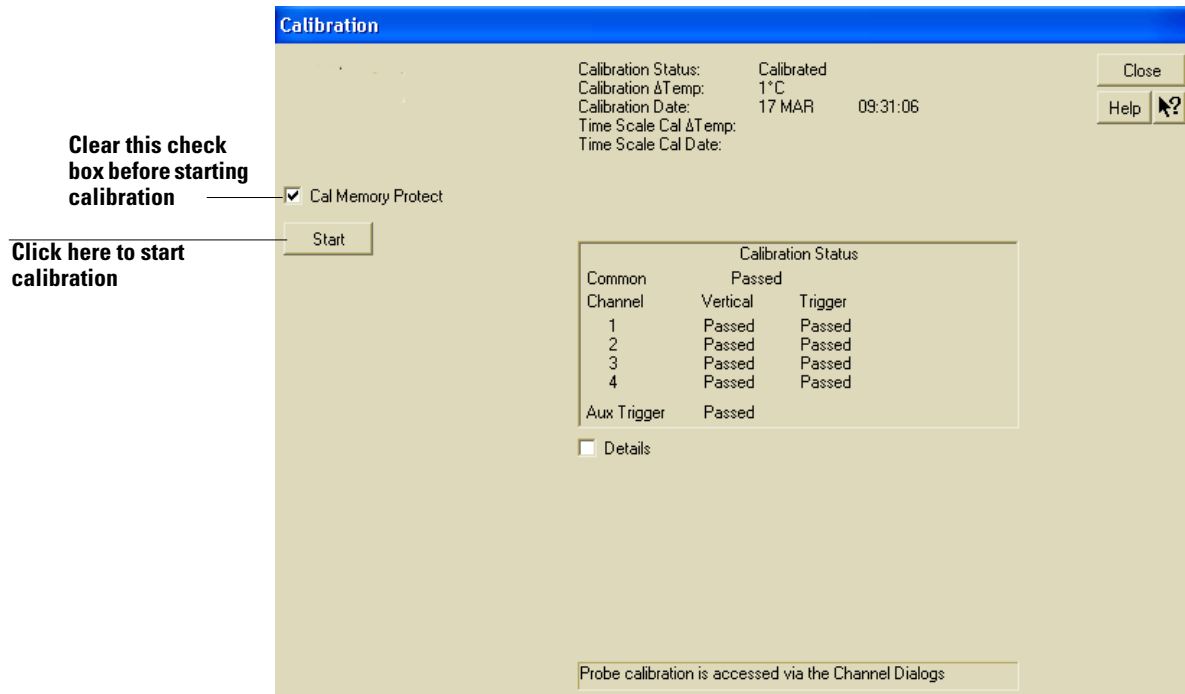 Calibration
Calibration Status: Calibrated
Calibration ΔTemp: 1°C
Calibration Date: 17 MAR 09:31:06
Time Scale Cal ΔTemp:
Time Scale Cal Date:
Close
Help ?
Clear this check
box before starting
calibration
Cal Memory Protect
Start
Click here to start
calibration
Calibration Status
Common Passed
Channel Vertical Trigger
1 Passed Passed
2 Passed Passed
3 Passed Passed
4 Passed Passed
Aux Trigger Passed
Details
Probe calibration is accessed via the Channel Dialogs